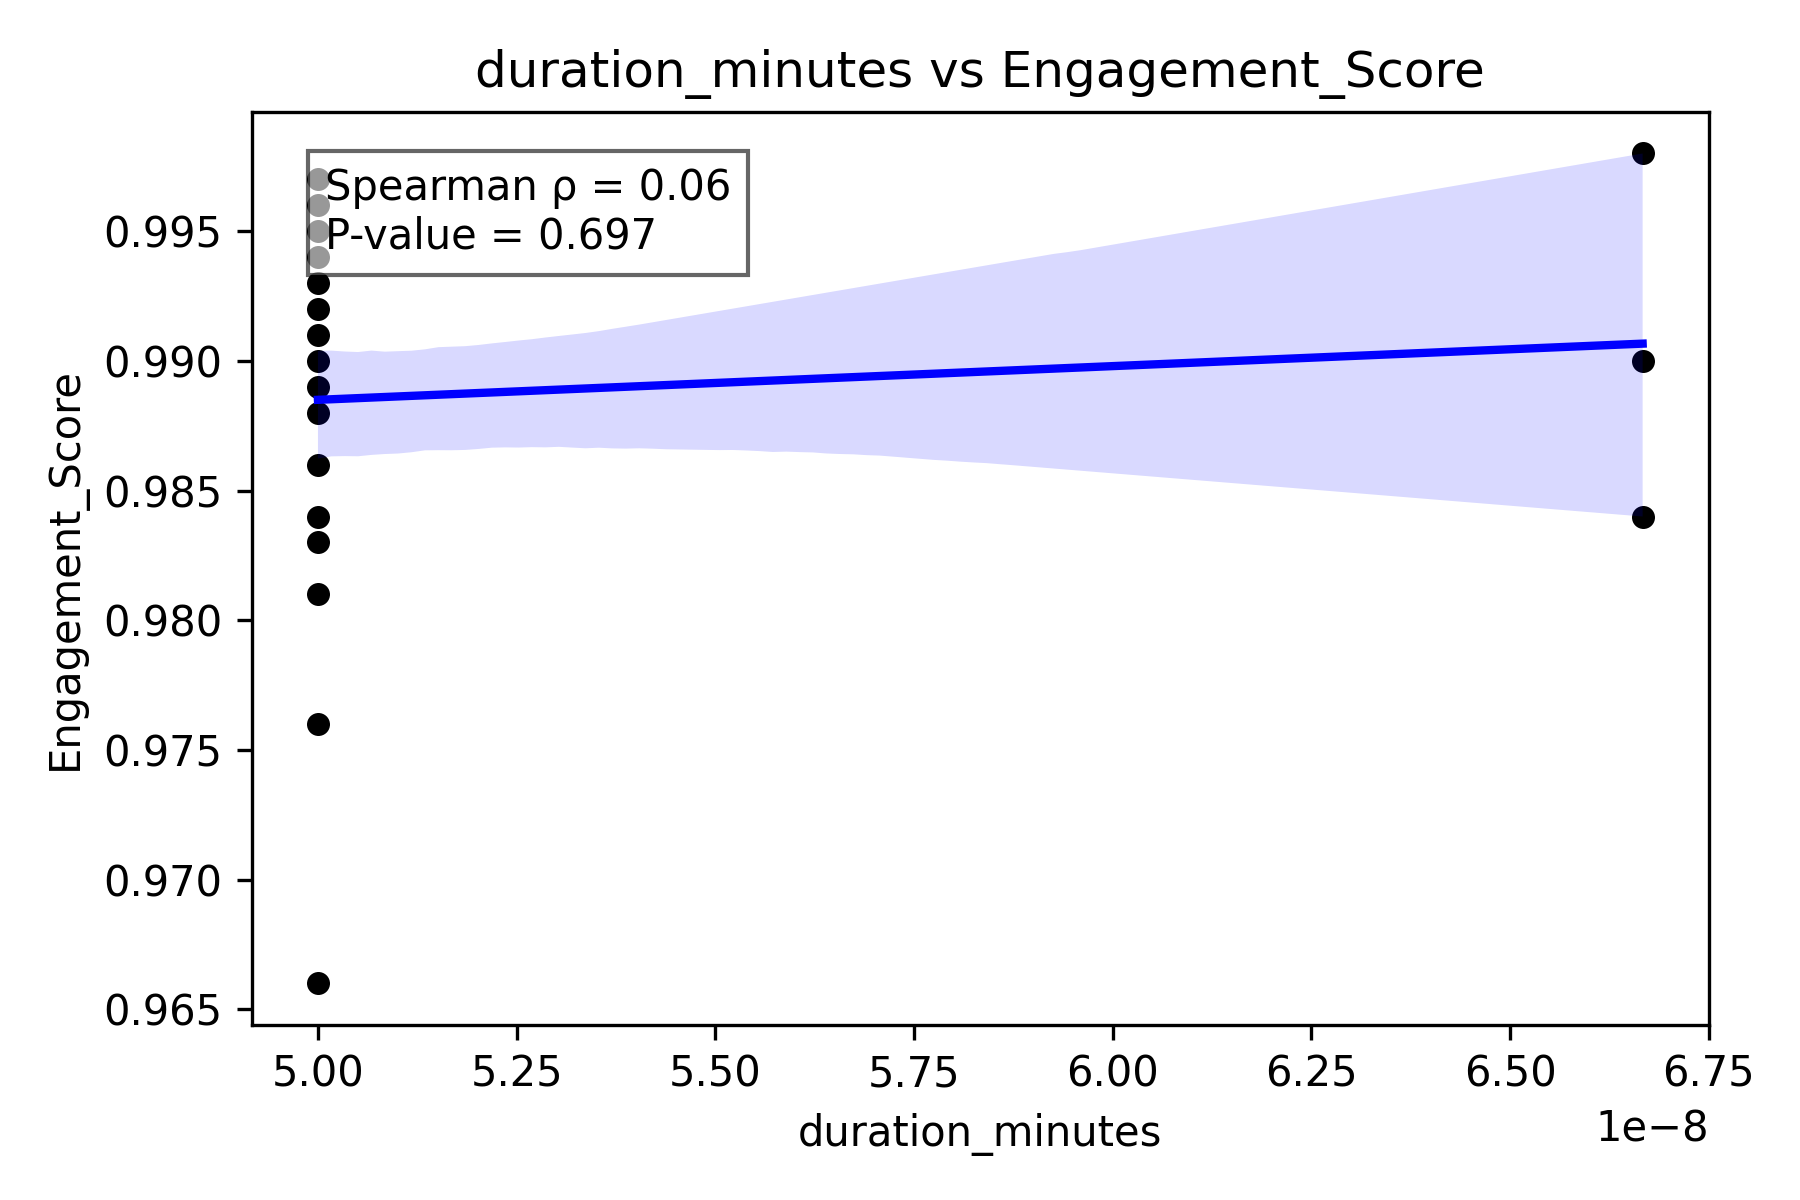 duration_minutes vs Engagement_Score
Spearman ρ = 0.06
P-value = 0.697
Engagement_Score
0.995
0.990
0.985
0.980
0.975
0.970
0.965
5.00 5.25 5.50 5.75 6.00 6.25 6.50 6.75
1e−8
duration_minutes